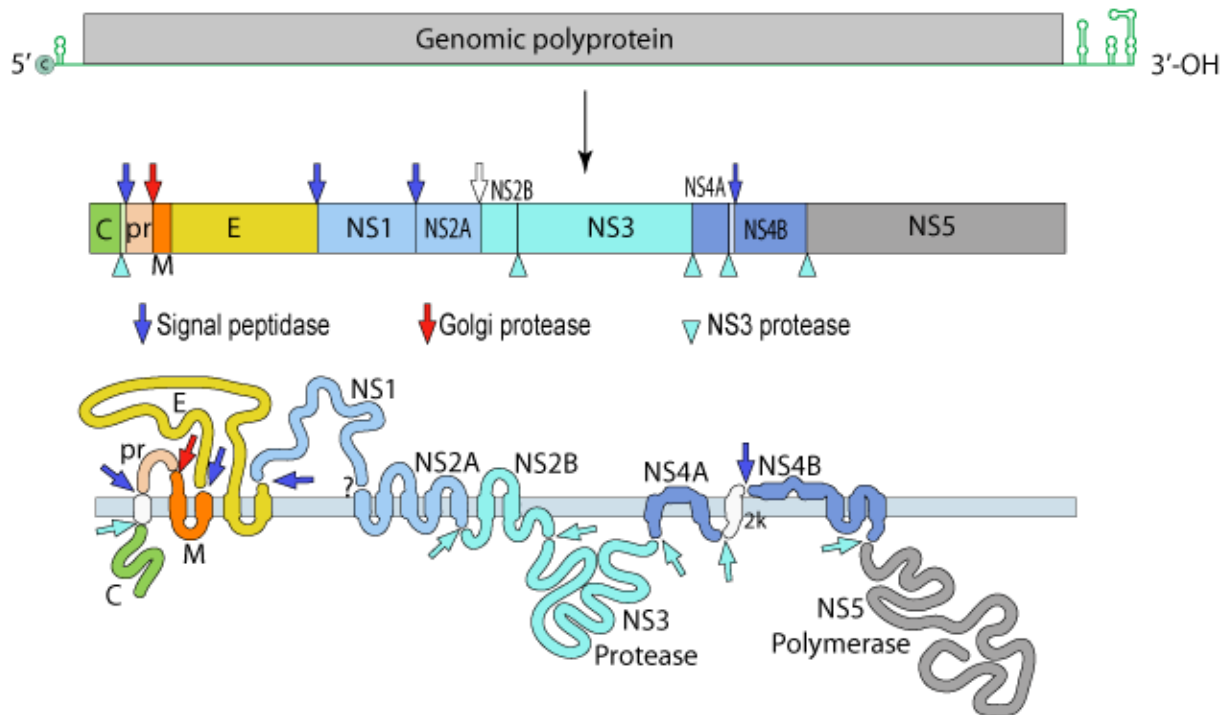 Genomic polyprotein
5′ C 3′-OH
NS2B NS4A
C pr E NS1 NS2A NS3 NS4B NS5
M
Signal peptidase Golgi protease NS3 protease
NS1
E
pr NS2A NS2B NS4A NS4B
?
2k
M
C
NS3
Protease
NS5
Polymerase